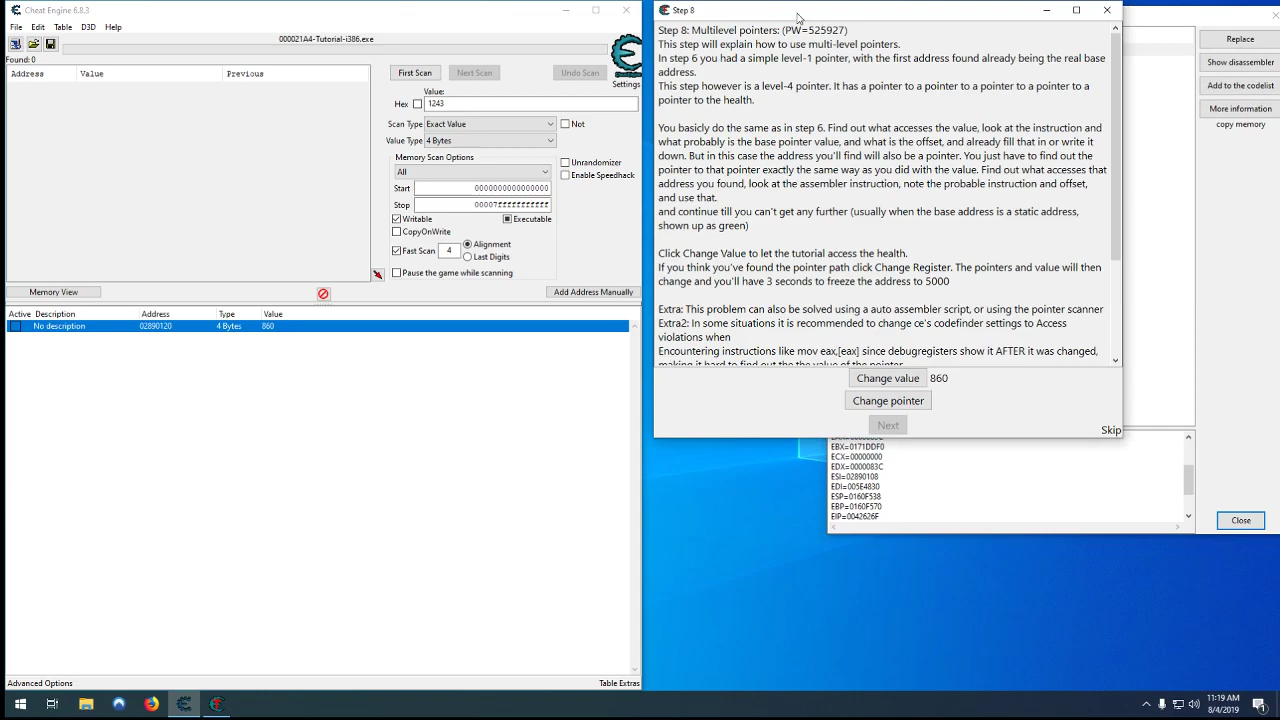 Cheat Engine 6.8.3
File Edit Table D3D Help
000021A4-Tutorial-i386.exe
Found: 0
Address Value Previous
First Scan Next Scan Undo Scan
Settings
Value:
Hex 1243
Scan Type Exact Value Not
Value Type 4 Bytes
Memory Scan Options
All
Unrandomizer
Enable Speedhack
Start 0000000000000000
Stop 00007fffffffffff
Writable Executable
CopyOnWrite
Fast Scan 4 Alignment
Last Digits
Pause the game while scanning
Memory View Add Address Manually
Active Description Address Type Value
No description 02890120 4 Bytes 860
Advanced Options Table Extras
Step 8
Step 8: Multilevel pointers: (PW=525927)
This step will explain how to use multi-level pointers.
In step 6 you had a simple level-1 pointer, with the first address found already being the real base
address.
This step however is a level-4 pointer. It has a pointer to a pointer to a pointer to a pointer to a
pointer to the health.
You basicly do the same as in step 6. Find out what accesses the value, look at the instruction and
what probably is the base pointer value, and what is the offset, and already fill that in or write it
down. But in this case the address you'll find will also be a pointer. You just have to find out the
pointer to that pointer exactly the same way as you did with the value. Find out what accesses that
address you found, look at the assembler instruction, note the probable instruction and offset,
and use that.
and continue till you can't get any further (usually when the base address is a static address,
shown up as green)
Click Change Value to let the tutorial access the health.
If you think you've found the pointer path click Change Register. The pointers and value will then
change and you'll have 3 seconds to freeze the address to 5000
Extra: This problem can also be solved using a auto assembler script, or using the pointer scanner
Extra2: In some situations it is recommended to change ce's codefinder settings to Access
violations when
Encountering instructions like mov eax,[eax] since debugregisters show it AFTER it was changed,
making it hard to find out the the value of the pointer
Change value 860
Change pointer
Next
Skip
Replace
Show disassembler
Add to the codelist
More information
copy memory
EBX=0171DDF0
ECX=00000000
EDX=0000083C
ESI=02890108
EDI=005E4830
ESP=0160F538
EBP=0160F570
EIP=0042626F
Close
11:19 AM
8/4/2019
1